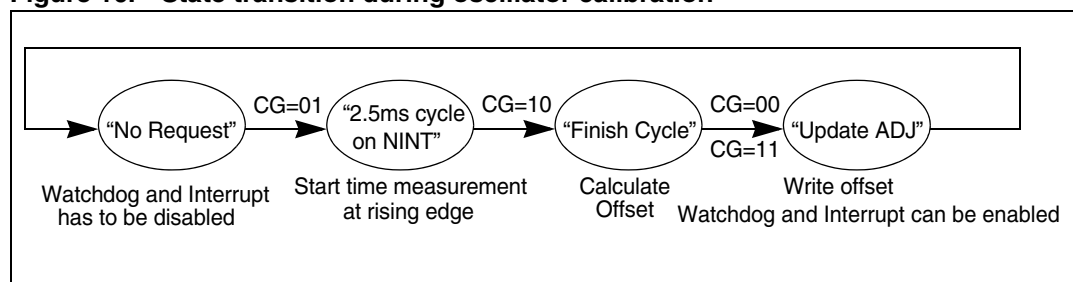 Figure 10. State transition during oscillator calibration
"No Request"
CG=01
"2.5ms cycle
on NINT"
CG=10
"Finish Cycle"
CG=00
CG=11
"Update ADJ"
Watchdog and Interrupt
has to be disabled
Start time measurement
at rising edge
Calculate
Offset
Write offset
Watchdog and Interrupt can be enabled